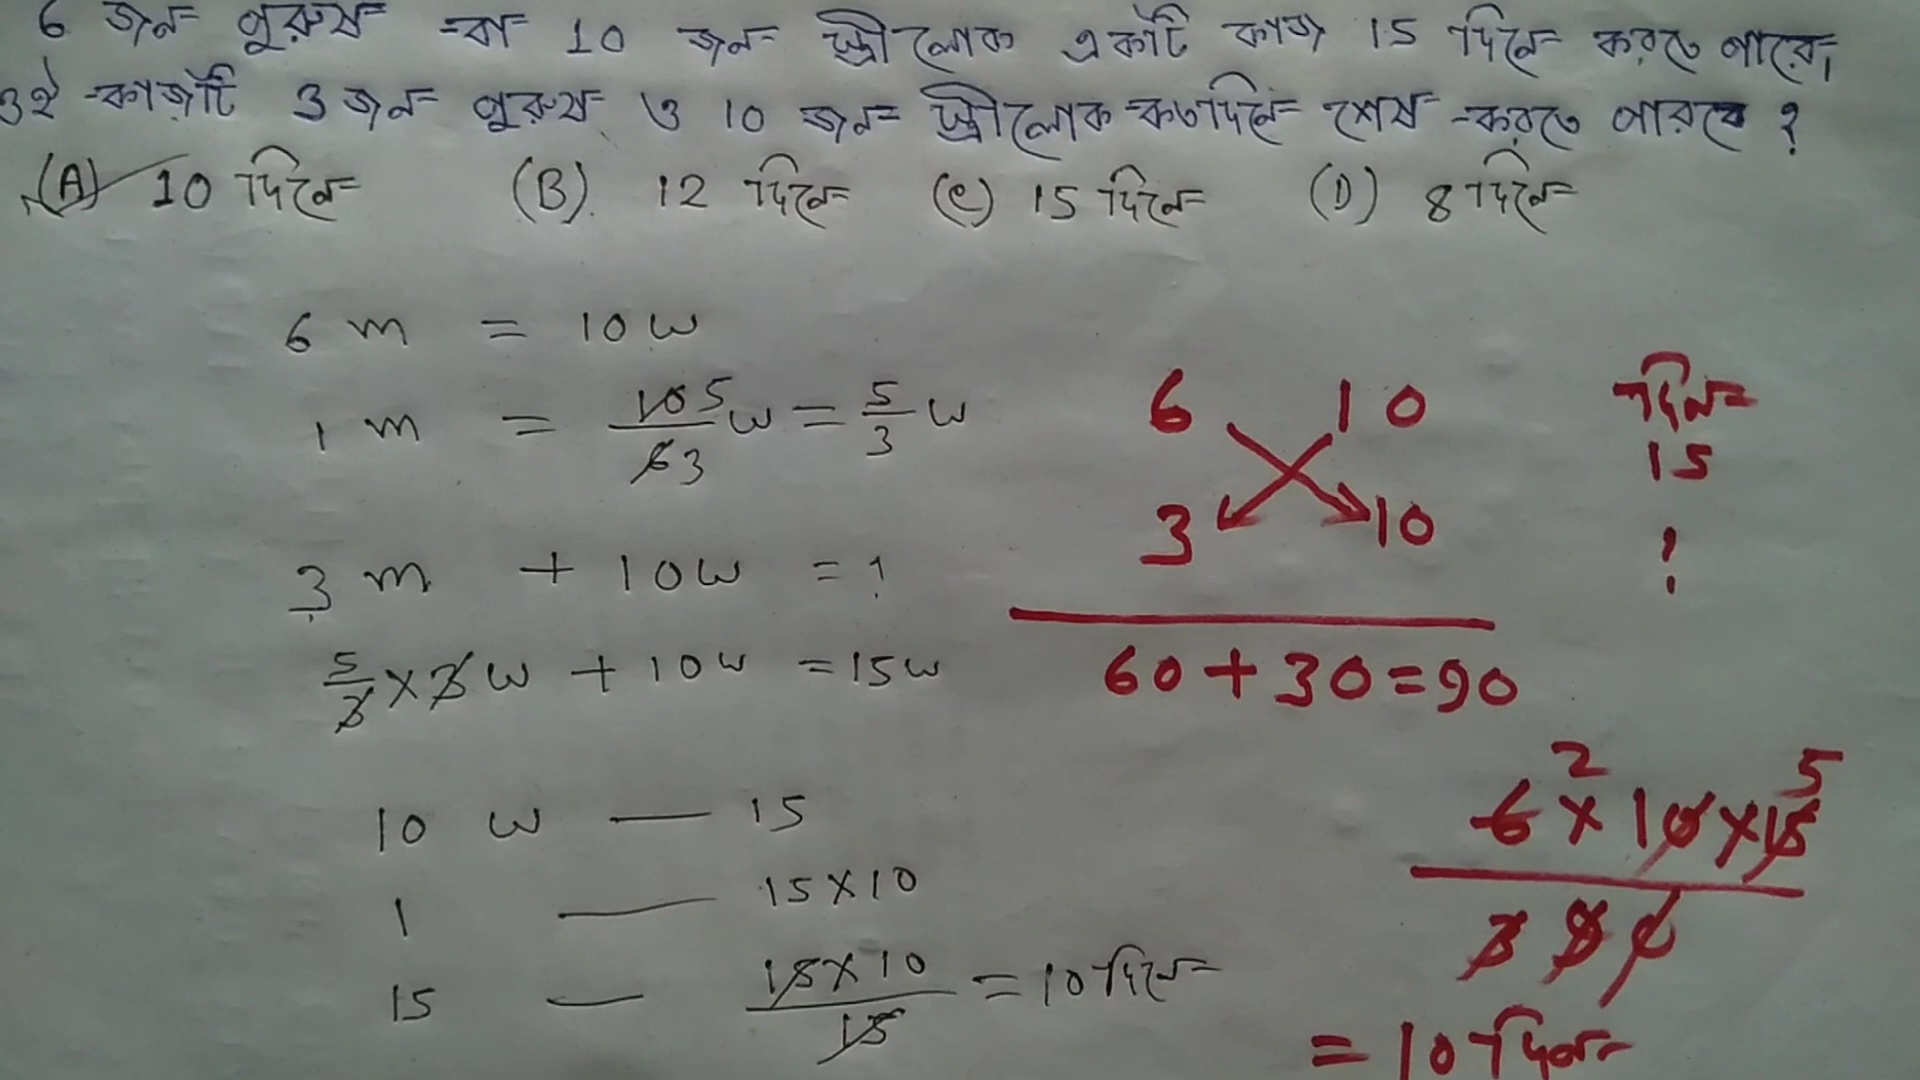 6 জন পুরুষ বা 10 জন স্ত্রীলোক একটি কাজ 15 দিনে করতে পারে।
ওই কাজটি 3 জন পুরুষ ও 10 জন স্ত্রীলোক কতদিনে শেষ করতে পারবে ?
(A) 10 দিনে (B) 12 দিনে (c) 15 দিনে (D) 8 দিনে
6 m = 10 w
1 m = 10 5 / 6 3 w = 5/3 w
3 m + 10 w = ?
5/3 × 3 w + 10 w = 15 w
10 w — 15
1 — 15 × 10
15 — 15 × 10 / 15 = 10 দিনে
6 10 দিন
15
3 10 ?
60 + 30 = 90
2 5
6 × 10 × 15
3 9 0
= 10 দিনে